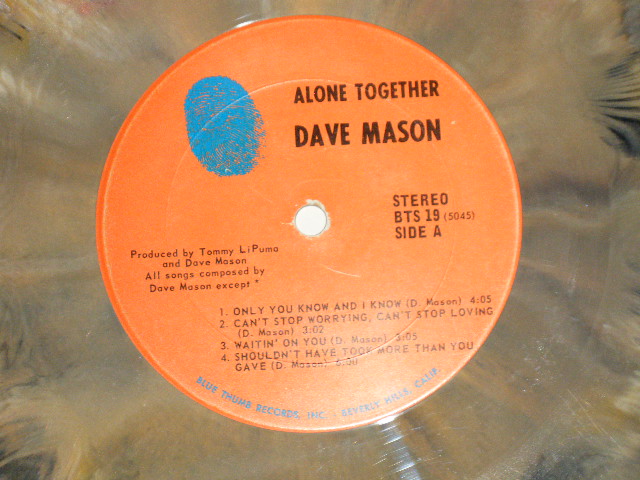 ALONE TOGETHER
DAVE MASON
STEREO
BTS 19 (5045)
SIDE A
Produced by Tommy LiPuma
and Dave Mason
All songs composed by
Dave Mason except *
1. ONLY YOU KNOW AND I KNOW (D. Mason) 4:05
2. CAN'T STOP WORRYING, CAN'T STOP LOVING
(D. Mason) 3:02
3. WAITIN' ON YOU (D. Mason) 3:05
4. SHOULDN'T HAVE TOOK MORE THAN YOU
GAVE (D. Mason) 6:00
BLUE THUMB RECORDS, INC. · BEVERLY HILLS, CALIF.